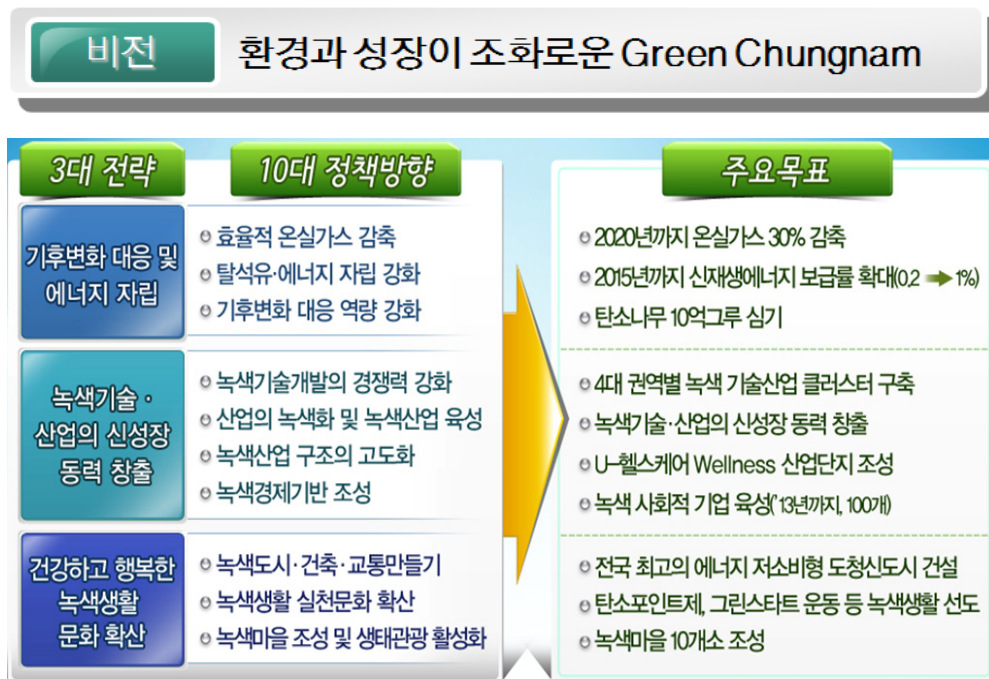 비전
환경과 성장이 조화로운 Green Chungnam
3대 전략
10대 정책방향
주요목표
기후변화 대응 및
에너지 자립
효율적 온실가스 감축
탈석유·에너지 자립 강화
기후변화 대응 역량 강화
2020년까지 온실가스 30% 감축
2015년까지 신재생에너지 보급률 확대(0.2 ➡ 1%)
탄소나무 10억그루 심기
녹색기술·
산업의 신성장
동력 창출
녹색기술개발의 경쟁력 강화
산업의 녹색화 및 녹색산업 육성
녹색산업 구조의 고도화
녹색경제기반 조성
4대 권역별 녹색 기술산업 클러스터 구축
녹색기술·산업의 신성장 동력 창출
U-헬스케어 Wellness 산업단지 조성
녹색 사회적 기업 육성('13년까지, 100개)
건강하고 행복한
녹색생활
문화 확산
녹색도시·건축·교통만들기
녹색생활 실천문화 확산
녹색마을 조성 및 생태관광 활성화
전국 최고의 에너지 저소비형 도청신도시 건설
탄소포인트제, 그린스타트 운동 등 녹색생활 선도
녹색마을 10개소 조성